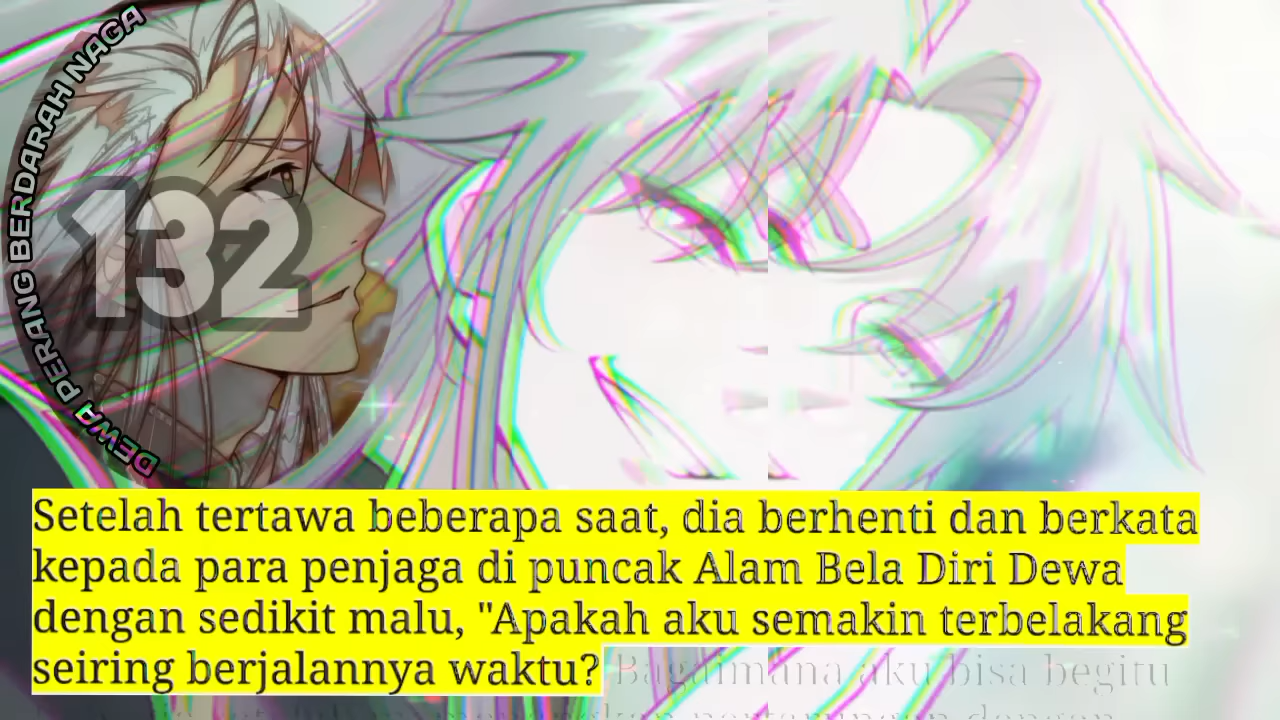 DEWA PERANG BERDARAH NAGA
132
Setelah tertawa beberapa saat, dia berhenti dan berkata
kepada para penjaga di puncak Alam Bela Diri Dewa
dengan sedikit malu, "Apakah aku semakin terbelakang
seiring berjalannya waktu? Bagaimana aku bisa begitu